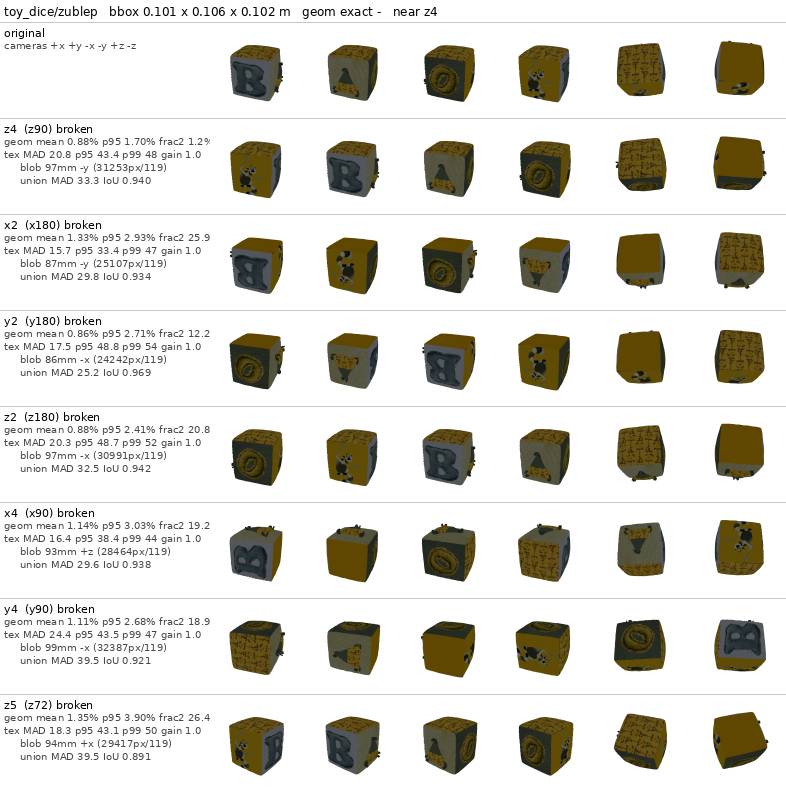 toy_dice/zublep   bbox 0.101 x 0.106 x 0.102 m   geom exact -   near z4
original
cameras +x +y -x -y +z -z
B
O
z4  (z90) broken
geom mean 0.88% p95 1.70% frac2 1.2%
tex MAD 20.8 p95 43.4 p99 48 gain 1.0
blob 97mm -y (31253px/119)
union MAD 33.3 IoU 0.940
B
O
x2  (x180) broken
geom mean 1.33% p95 2.93% frac2 25.9
tex MAD 15.7 p95 33.4 p99 47 gain 1.0
blob 87mm -y (25107px/119)
union MAD 29.8 IoU 0.934
B
O
y2  (y180) broken
geom mean 0.86% p95 2.71% frac2 12.2
tex MAD 17.5 p95 48.8 p99 54 gain 1.0
blob 86mm -x (24242px/119)
union MAD 25.2 IoU 0.969
O
B
z2  (z180) broken
geom mean 0.88% p95 2.41% frac2 20.8
tex MAD 20.3 p95 48.7 p99 52 gain 1.0
blob 97mm -x (30991px/119)
union MAD 32.5 IoU 0.942
O
B
x4  (x90) broken
geom mean 1.14% p95 3.03% frac2 19.2
tex MAD 16.4 p95 38.4 p99 44 gain 1.0
blob 93mm +z (28464px/119)
union MAD 29.6 IoU 0.938
B
O
y4  (y90) broken
geom mean 1.11% p95 2.68% frac2 18.9
tex MAD 24.4 p95 43.5 p99 47 gain 1.0
blob 99mm -x (32387px/119)
union MAD 39.5 IoU 0.921
O
B
z5  (z72) broken
geom mean 1.35% p95 3.90% frac2 26.4
tex MAD 18.3 p95 43.1 p99 50 gain 1.0
blob 94mm +x (29417px/119)
union MAD 39.5 IoU 0.891
B
B
O
O